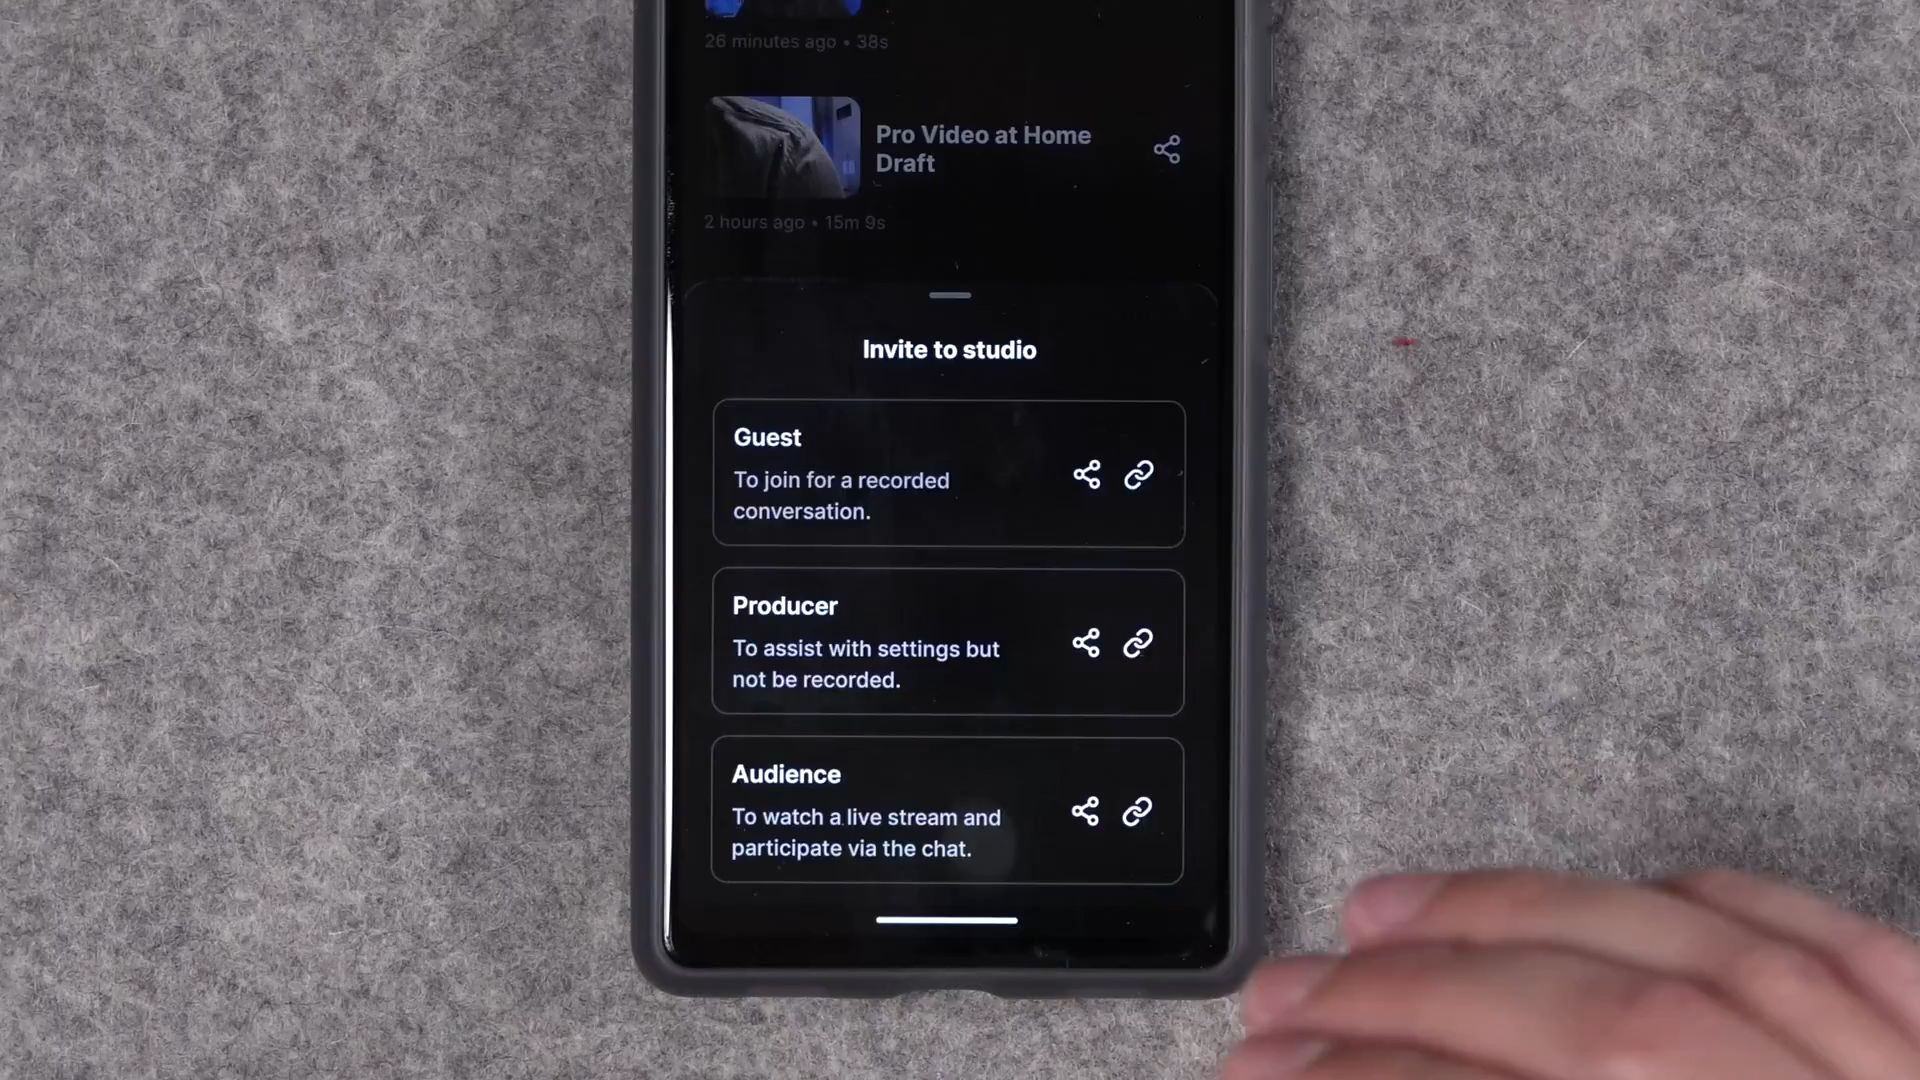 26 minutes ago • 38s
Pro Video at Home
Draft
2 hours ago • 15m 9s
Invite to studio
Guest
To join for a recorded
conversation.
Producer
To assist with settings but
not be recorded.
Audience
To watch a live stream and
participate via the chat.